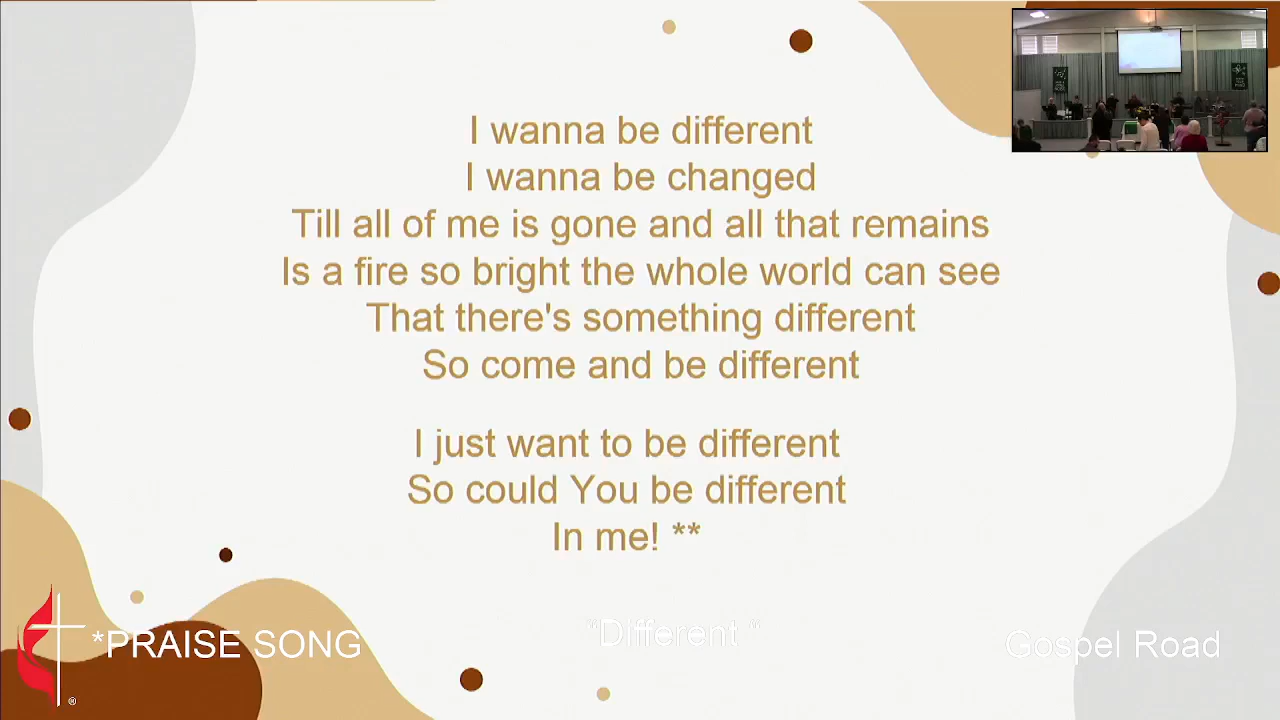 I wanna be different
I wanna be changed
Till all of me is gone and all that remains
Is a fire so bright the whole world can see
That there's something different
So come and be different
I just want to be different
So could You be different
In me! **
*PRAISE SONG
"Different "
Gospel Road
®